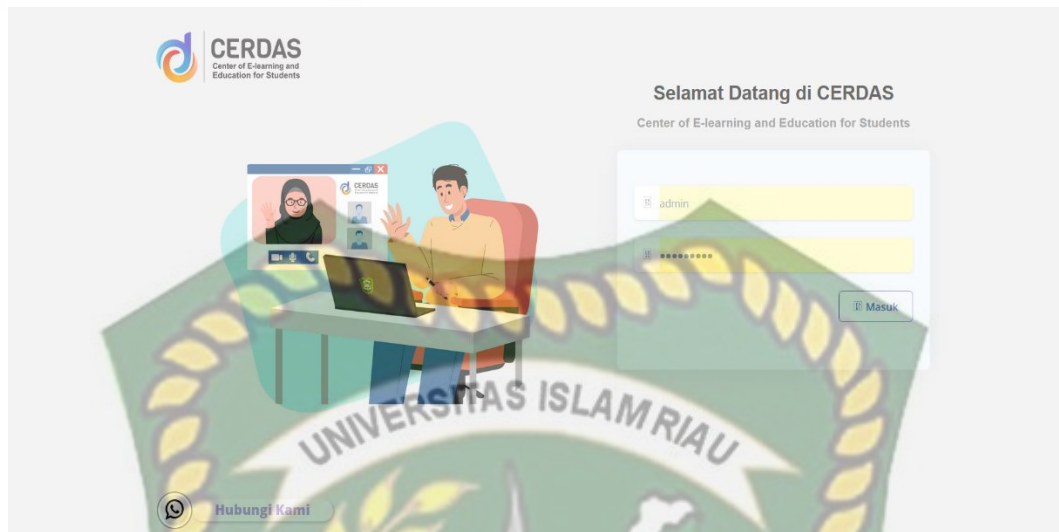 CERDAS
Center of E-learning and
Education for Students
Selamat Datang di CERDAS
Center of E-learning and Education for Students
CERDAS
admin
Masuk
UNIVERSITAS ISLAM RIAU
Hubungi Kami